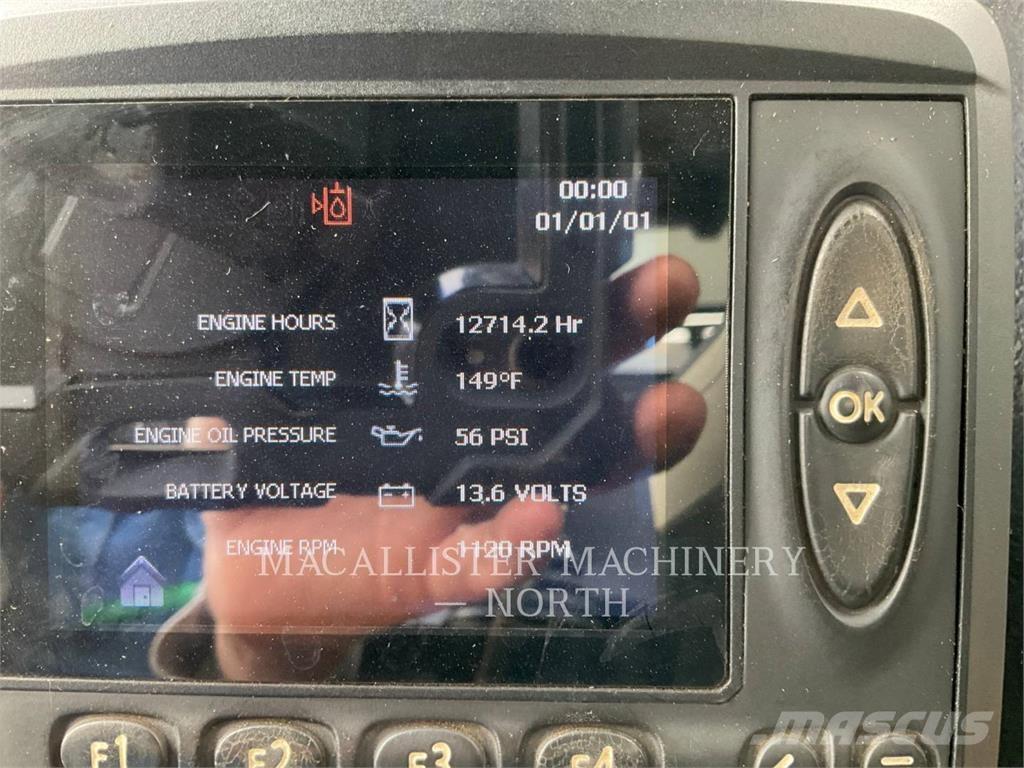 00:00
01/01/01
ENGINE HOURS 12714.2 Hr
ENGINE TEMP 149°F
ENGINE OIL PRESSURE 56 PSI
BATTERY VOLTAGE 13.6 VOLTS
ENGINE RPM 1120 RPM
MACALLISTER MACHINERY
— NORTH
OK
F1 F2 F3 F4
MASCUS